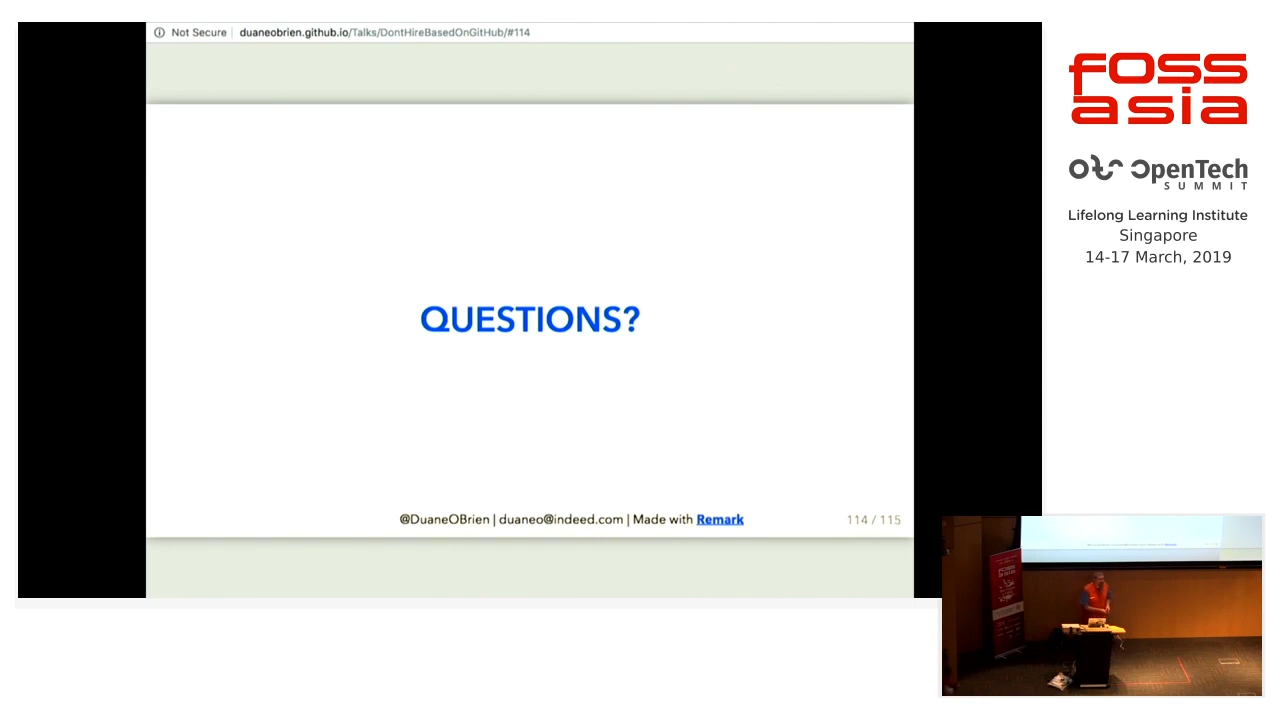 Not Secure duaneobrien.github.io/Talks/DontHireBasedOnGitHub/#114
QUESTIONS?
@DuaneOBrien | duaneo@indeed.com | Made with Remark
114 / 115
FOSS
asia
OpenTech
SUMMIT
Lifelong Learning Institute
Singapore
14-17 March, 2019